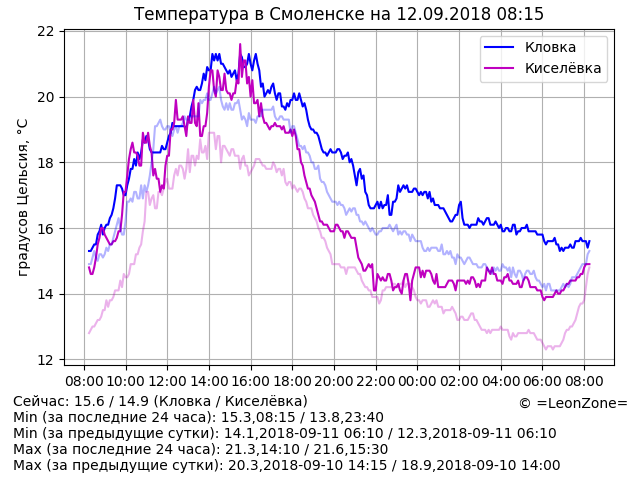 Температура в Смоленске на 12.09.2018 08:15
Кловка
Киселёвка
градусов Цельсия, °C
22
20
18
16
14
12
08:00 10:00 12:00 14:00 16:00 18:00 20:00 22:00 00:00 02:00 04:00 06:00 08:00
Сейчас: 15.6 / 14.9 (Кловка / Киселёвка)
© =LeonZone=
Min (за последние 24 часа): 15.3,08:15 / 13.8,23:40
Min (за предыдущие сутки): 14.1,2018-09-11 06:10 / 12.3,2018-09-11 06:10
Max (за последние 24 часа): 21.3,14:10 / 21.6,15:30
Max (за предыдущие сутки): 20.3,2018-09-10 14:15 / 18.9,2018-09-10 14:00